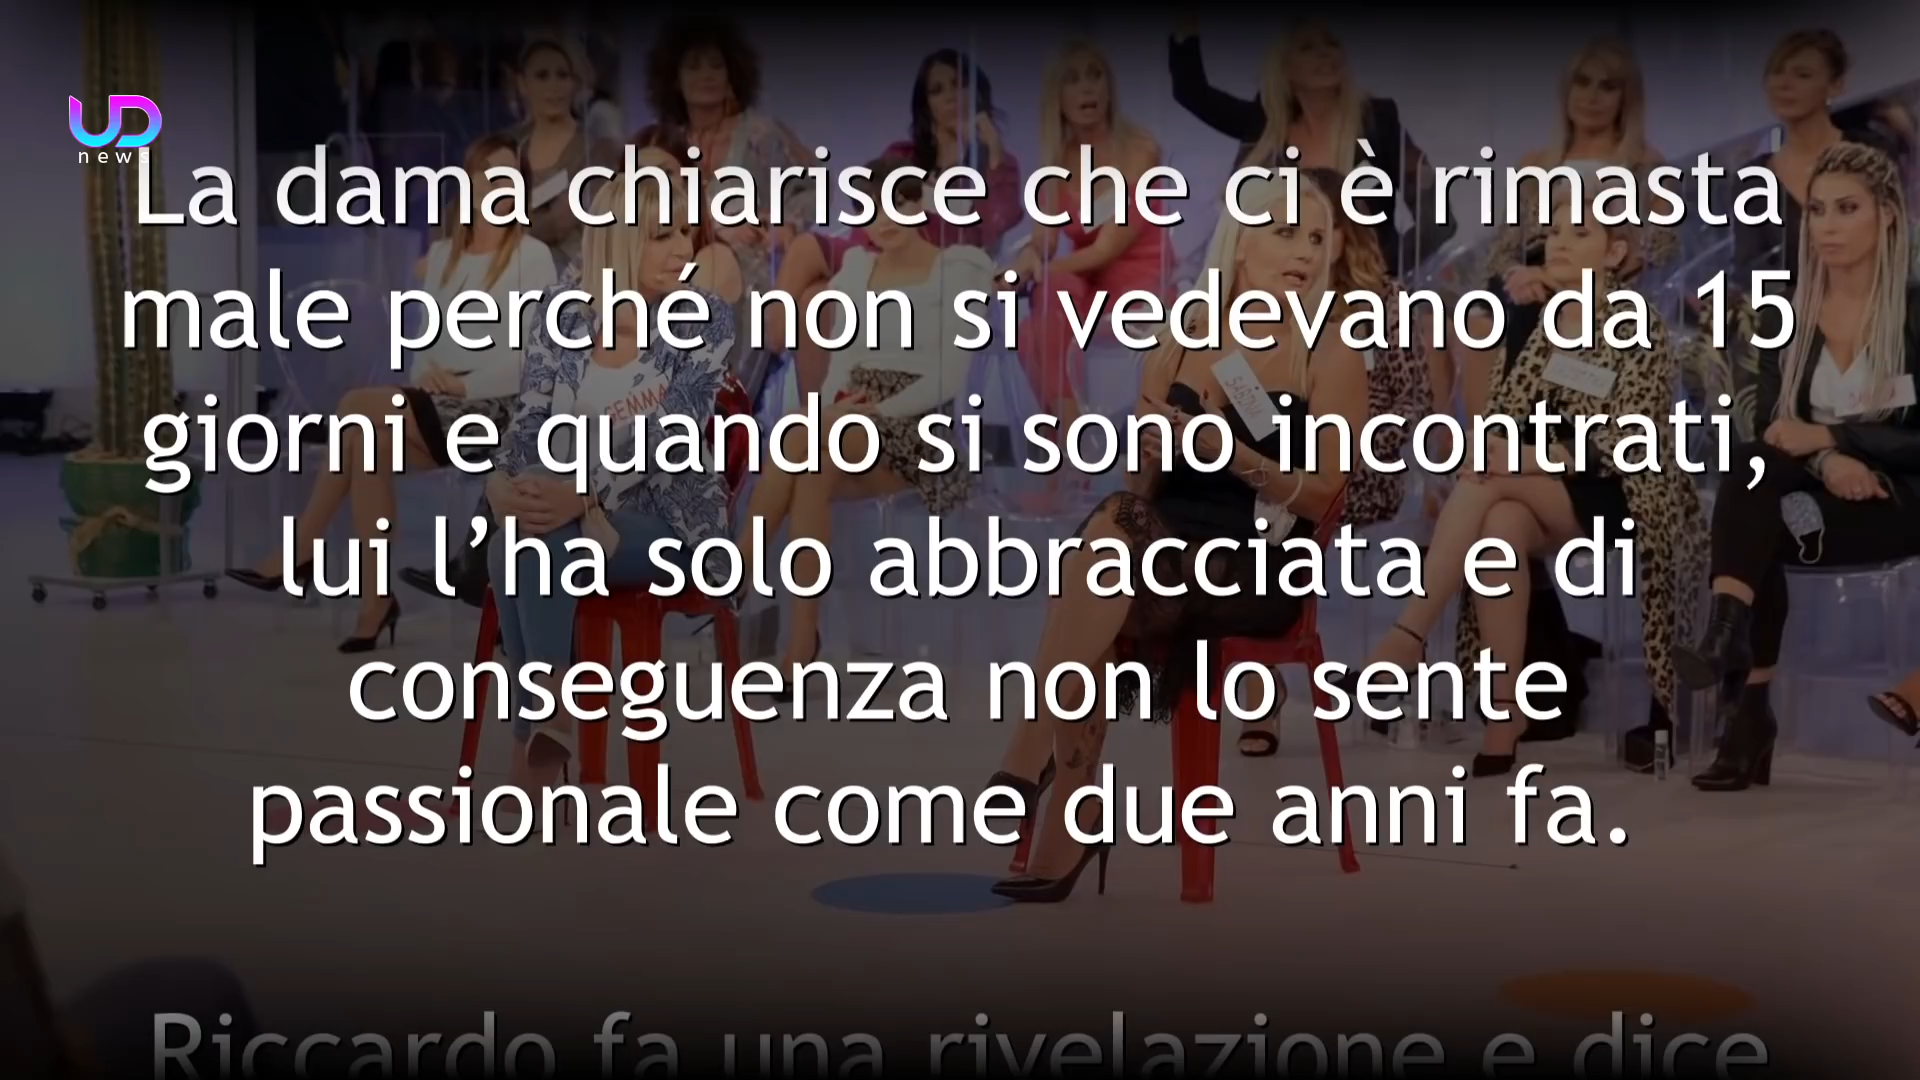 UD
news
La dama chiarisce che ci è rimasta
male perché non si vedevano da 15
giorni e quando si sono incontrati,
lui l’ha solo abbracciata e di
conseguenza non lo sente
passionale come due anni fa.
Riccardo fa una rivelazione e dice
GEMMA
SABINA